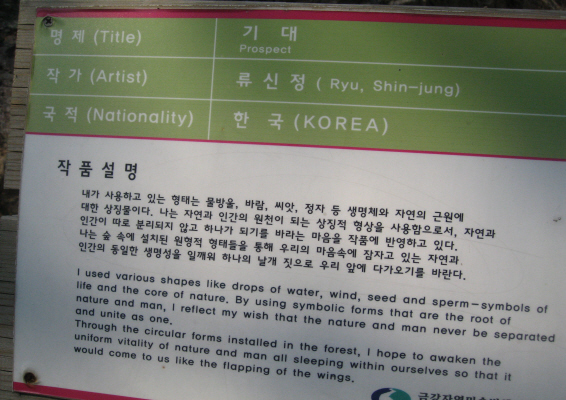 명 제 (Title) 기 대
Prospect
작 가 (Artist) 류 신 정 ( Ryu, Shin-jung)
국 적 (Nationality) 한 국 (KOREA)
작 품 설 명
내가 사용하고 있는 형태는 물방울, 바람, 씨앗, 정자 등 생명체와 자연의 근원에
대한 상징물이다. 나는 자연과 인간의 원천이 되는 상징적 형상을 사용함으로서, 자연과
인간이 따로 분리되지 않고 하나가 되기를 바라는 마음을 작품에 반영하고 있다.
나는 숲 속에 설치된 원형적 형태들을 통해 우리의 마음속에 잠자고 있는 자연과
인간의 동일한 생명성을 일깨워 하나의 날개 짓으로 우리 앞에 다가오기를 바란다.
I used various shapes like drops of water, wind, seed and sperm-symbols of
life and the core of nature. By using symbolic forms that are the root of
nature and man, I reflect my wish that the nature and man never be separated
and unite as one.
Through the circular forms installed in the forest, I hope to awaken the
uniform vitality of nature and man all sleeping within ourselves so that it
would come to us like the flapping of the wings.